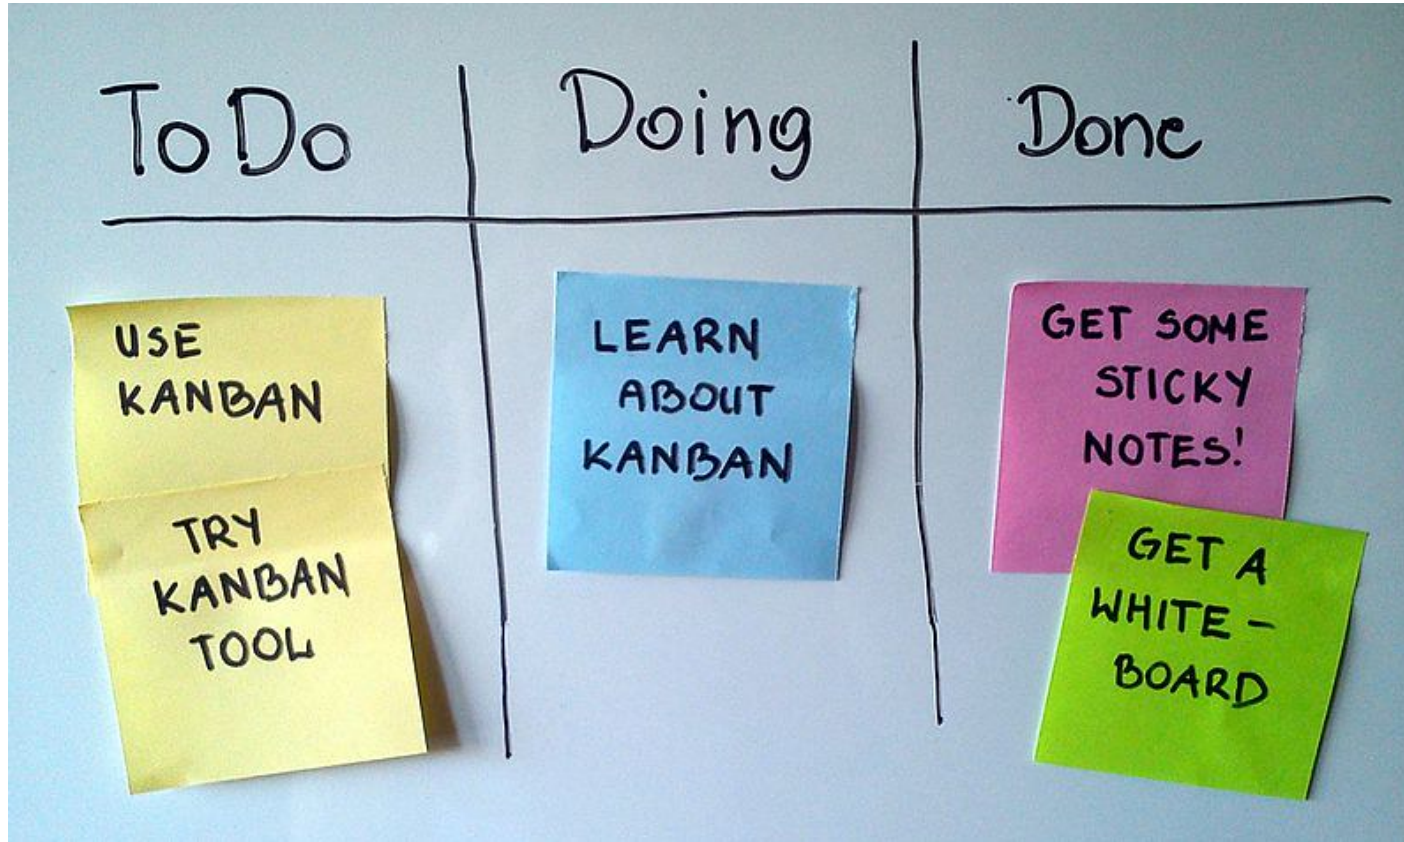 To Do
Doing
Done
USE
KANBAN
TRY
KANBAN
TOOL
LEARN
ABOUT
KANBAN
GET SOME
STICKY
NOTES!
GET A
WHITE -
BOARD